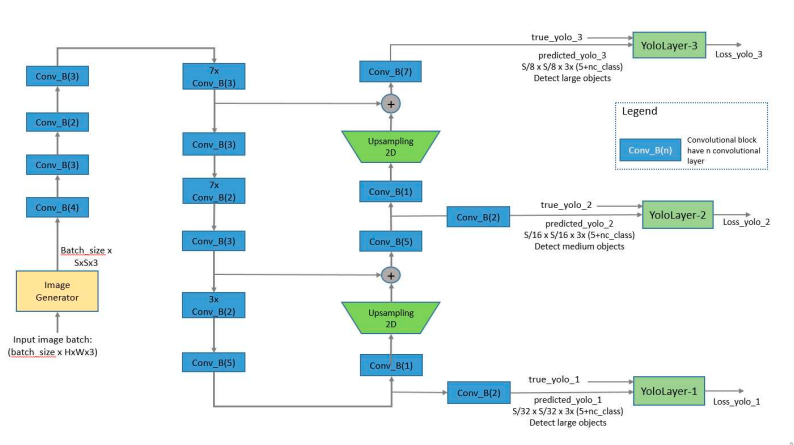 Conv_B(3)
Conv_B(2)
Conv_B(3)
Conv_B(4)
Batch_size x
SxSx3
Image
Generator
Input image batch:
(batch_size x HxWx3)
7x
Conv_B(3)
Conv_B(3)
7x
Conv_B(2)
Conv_B(3)
3x
Conv_B(2)
Conv_B(5)
Conv_B(7)
+
Upsampling
2D
Conv_B(1)
Conv_B(5)
+
Upsampling
2D
Conv_B(1)
true_yolo_3
predicted_yolo_3
S/8 x S/8 x 3x (5+nc_class)
Detect large objects
YoloLayer-3
Loss_yolo_3
Legend
Conv_B(n)
Convolutional block
have n convolutional
layer
Conv_B(2)
true_yolo_2
predicted_yolo_2
S/16 x S/16 x 3x (5+nc_class)
Detect medium objects
YoloLayer-2
Loss_yolo_2
Conv_B(2)
true_yolo_1
predicted_yolo_1
S/32 x S/32 x 3x (5+nc_class)
Detect large objects
YoloLayer-1
Loss_yolo_1